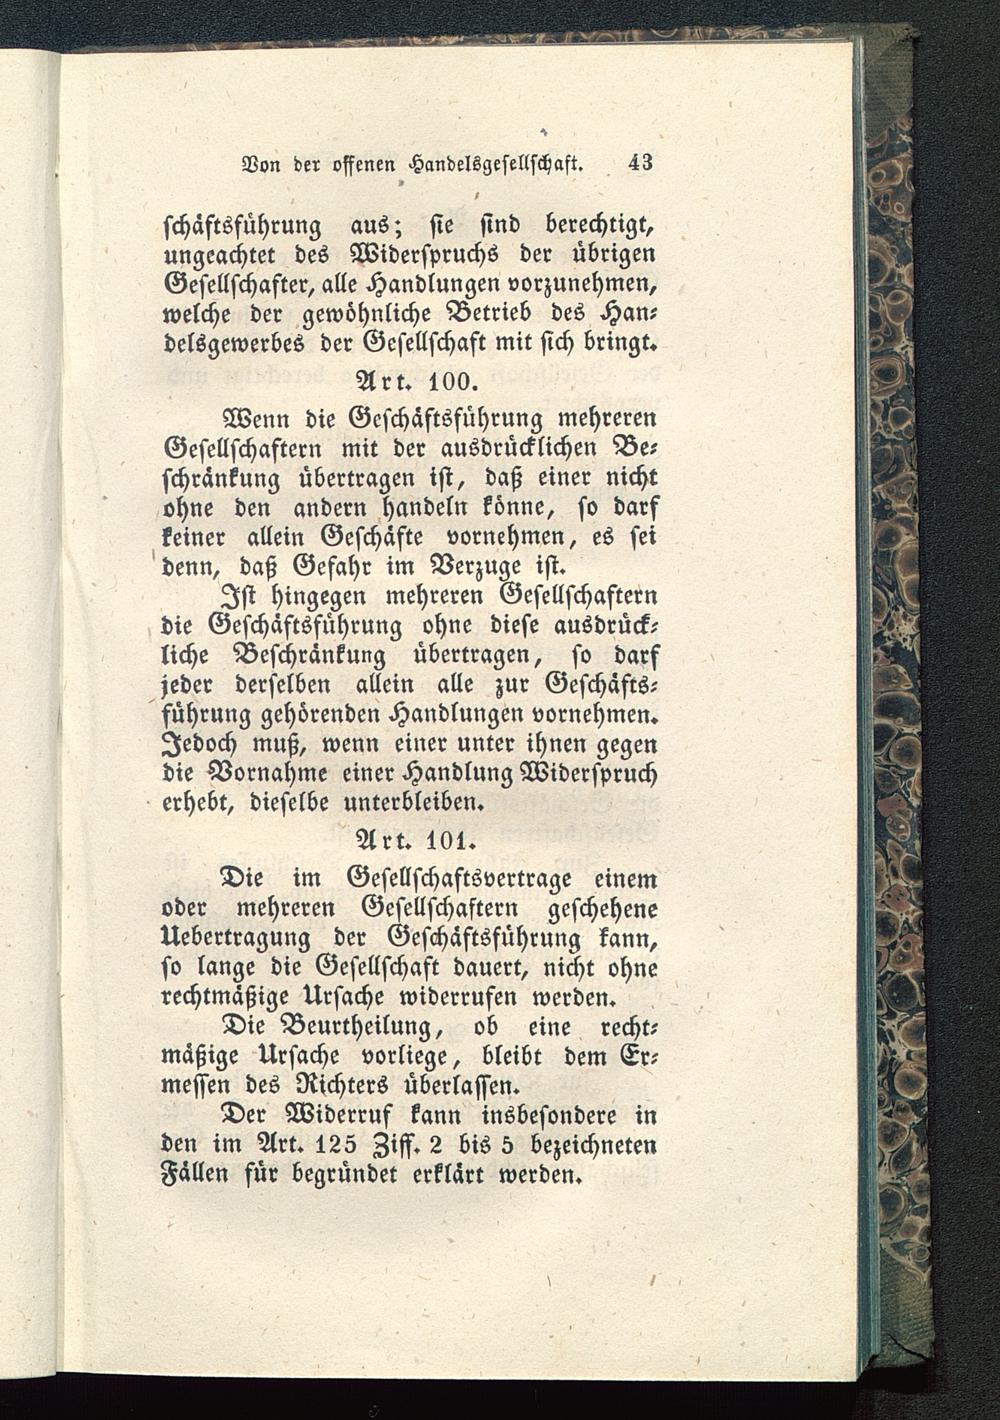 Von der offenen Handelsgesellschaft. 43
schäftsführung aus; sie sind berechtigt,
ungeachtet des Widerspruchs der übrigen
Gesellschafter, alle Handlungen vorzunehmen,
welche der gewöhnliche Betrieb des Han-
delsgewerbes der Gesellschaft mit sich bringt.
Art. 100.
Wenn die Geschäftsführung mehreren
Gesellschaftern mit der ausdrücklichen Be-
schränkung übertragen ist, daß einer nicht
ohne den andern handeln könne, so darf
keiner allein Geschäfte vornehmen, es sei
denn, daß Gefahr im Verzuge ist.
Ist hingegen mehreren Gesellschaftern
die Geschäftsführung ohne diese ausdrück-
liche Beschränkung übertragen, so darf
jeder derselben allein alle zur Geschäfts-
führung gehörenden Handlungen vornehmen.
Jedoch muß, wenn einer unter ihnen gegen
die Vornahme einer Handlung Widerspruch
erhebt, dieselbe unterbleiben.
Art. 101.
Die im Gesellschaftsvertrage einem
oder mehreren Gesellschaftern geschehene
Uebertragung der Geschäftsführung kann,
so lange die Gesellschaft dauert, nicht ohne
rechtmäßige Ursache widerrufen werden.
Die Beurtheilung, ob eine recht-
mäßige Ursache vorliege, bleibt dem Er-
messen des Richters überlassen.
Der Widerruf kann insbesondere in
den im Art. 125 Ziff. 2 bis 5 bezeichneten
Fällen für begründet erklärt werden.